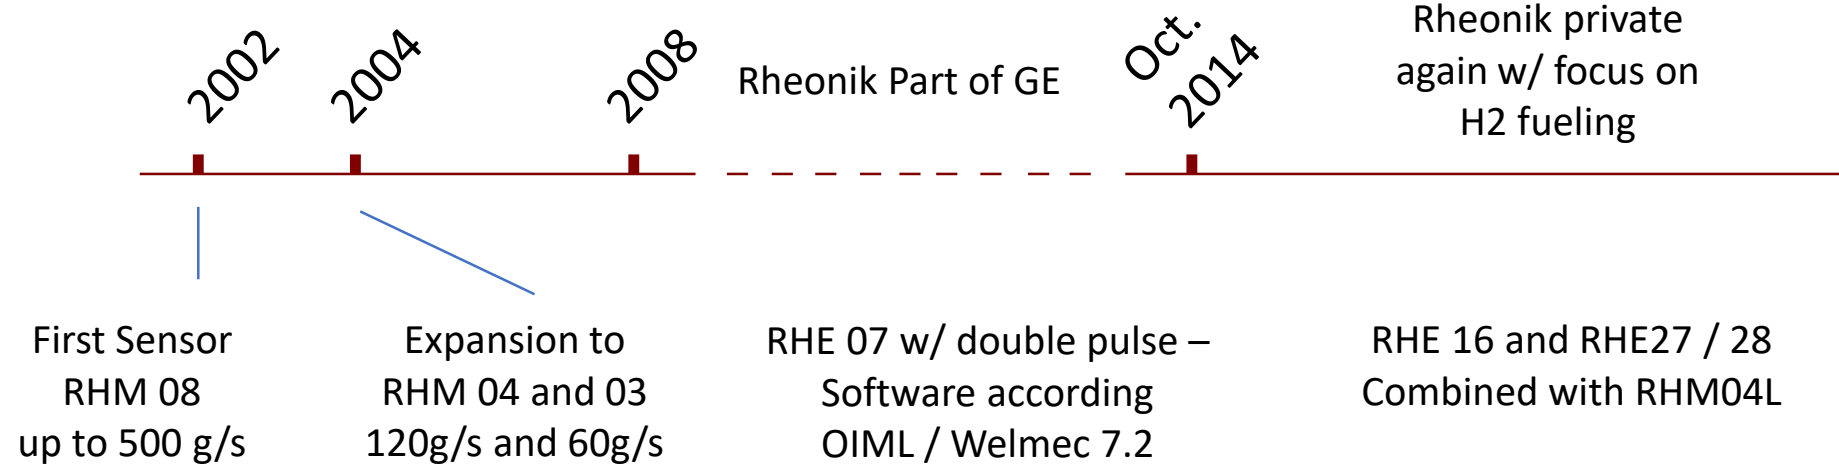 2002
2004
2008
Rheonik Part of GE
Oct.
2014
Rheonik private
again w/ focus on
H2 fueling
First Sensor
RHM 08
up to 500 g/s
Expansion to
RHM 04 and 03
120g/s and 60g/s
RHE 07 w/ double pulse –
Software according
OIML / Welmec 7.2
RHE 16 and RHE27 / 28
Combined with RHM04L